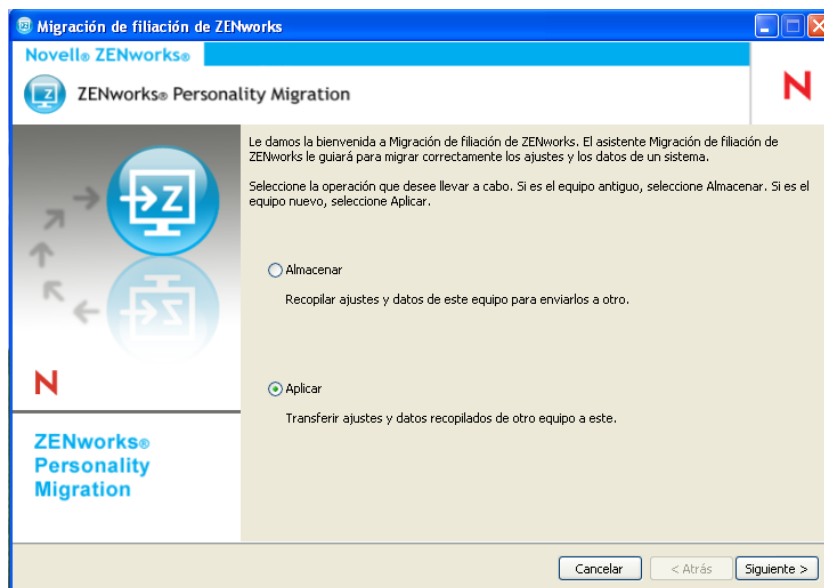 Migración de filiación de ZENworks
Novell® ZENworks®
ZENworks® Personality Migration
N
Le damos la bienvenida a Migración de filiación de ZENworks. El asistente Migración de filiación de
ZENworks le guiará para migrar correctamente los ajustes y los datos de un sistema.
Seleccione la operación que desee llevar a cabo. Si es el equipo antiguo, seleccione Almacenar. Si es el
equipo nuevo, seleccione Aplicar.
Z
Almacenar
Recopilar ajustes y datos de este equipo para enviarlos a otro.
N
Aplicar
Transferir ajustes y datos recopilados de otro equipo a este.
ZENworks®
Personality
Migration
Cancelar
< Atrás
Siguiente >